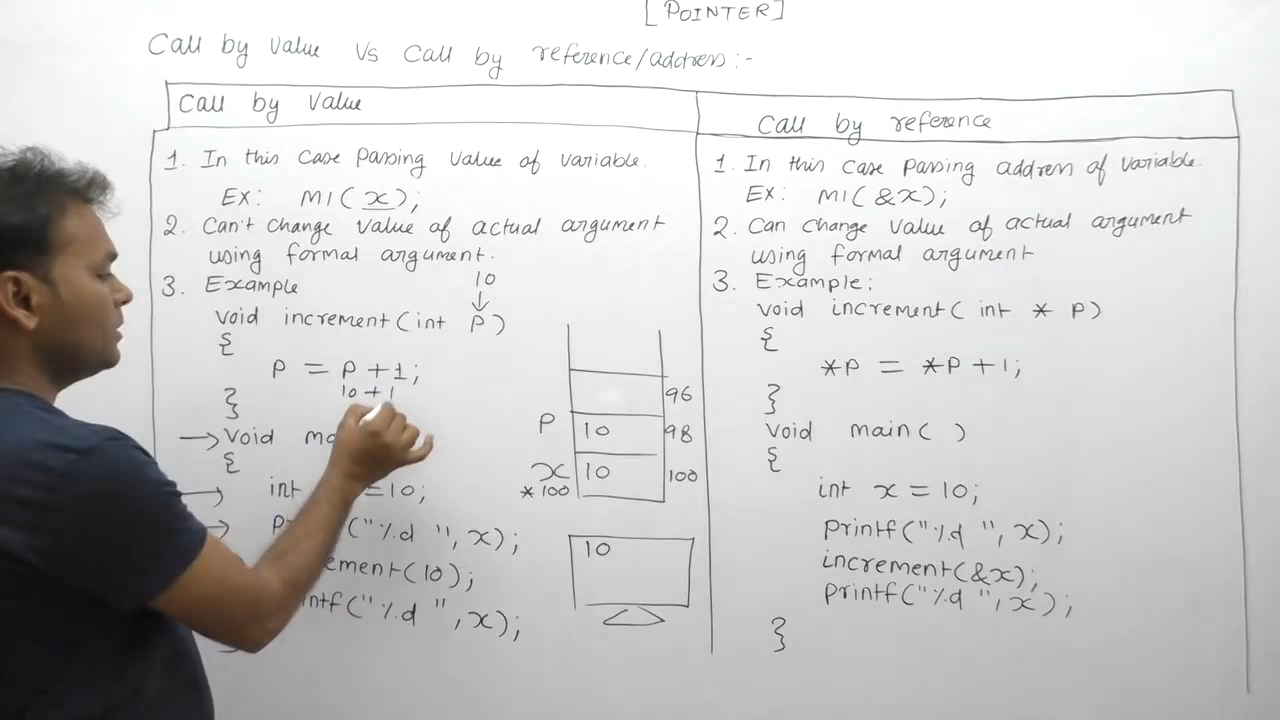 [POINTER]
Call by value vs call by reference/address:-
Call by value
1. In this case passing value of variable.
Ex: M1(x);
2. Can't change value of actual argument
using formal argument.
3. Example
10
↓
void increment(int P)
{
P = P+1;
10+1
}
→ void
{
→ int =10;
→ ("%d ", x);
(10);
("%d ", x);
96
P 10 98
x 10 100
*100
10
Call by reference
1. In this case passing address of variable.
Ex: M1(&x);
2. Can change value of actual argument
using formal argument
3. Example:
void increment(int * P)
{
*P = *P+1;
}
void main( )
{
int x=10;
printf("%d ", x);
increment(&x);
printf("%d ", x);
}